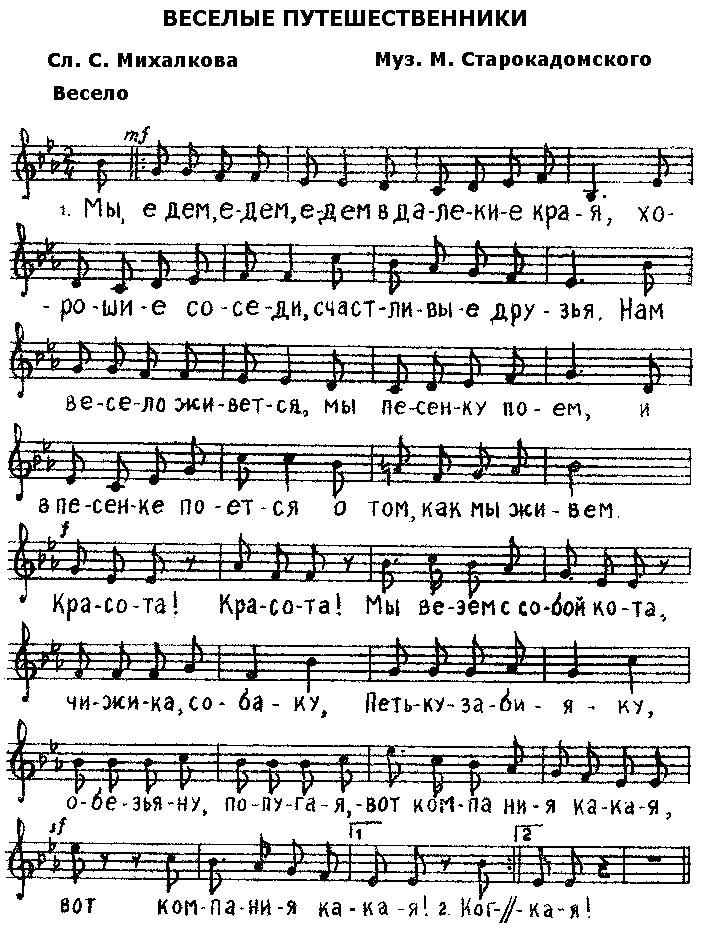 ВЕСЕЛЫЕ ПУТЕШЕСТВЕННИКИ
Сл. С. Михалкова Муз. М. Старокадомского
Весело
mf
1. Мы, е дем,е-дем,е-дем в да-ле-ки-е кра-я, хо-
-ро-ши-е со-се-ди,счаст-ли-вы-е дру-зья. Нам
ве-се-ло жи-вет-ся, мы пе-сен-ку по-ем, и
в пе-сен-ке по-ет-ся о том, как мы жи-вем.
f
Кра-со-та! Кра-со-та! Мы ве-зем с со-бой ко-та,
чи-жи-ка, со-ба-ку, Петь-ку-за-би-я-ку,
о-бе-зья-ну, по-пу-га-я,-вот ком-па ни-я ка-ка-я,
sf
1 2
вот ком-па-ни-я ка-ка-я! 2. Ког-//-ка-я!